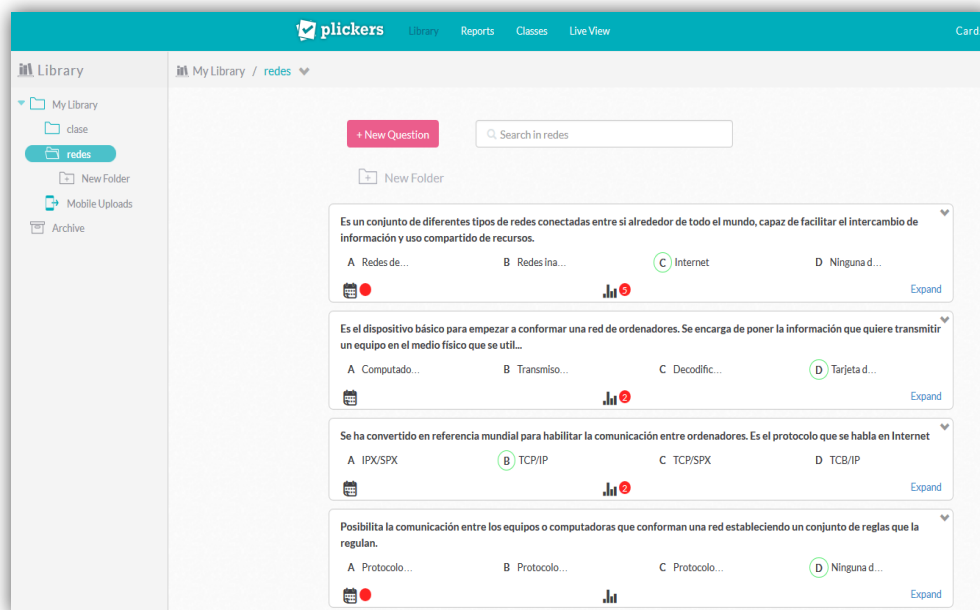 plickers Library Reports Classes Live View Card
Library
My Library / redes
My Library
clase
redes
New Folder
Mobile Uploads
Archive
+ New Question
Search in redes
New Folder
Es un conjunto de diferentes tipos de redes conectadas entre si alrededor de todo el mundo, capaz de facilitar el intercambio de
información y uso compartido de recursos.
A Redes de... B Redes ina... C Internet D Ninguna d...
5 Expand
Es el dispositivo básico para empezar a conformar una red de ordenadores. Se encarga de poner la información que quiere transmitir
un equipo en el medio físico que se util...
A Computado... B Transmiso... C Decodific... D Tarjeta d...
2 Expand
Se ha convertido en referencia mundial para habilitar la comunicación entre ordenadores. Es el protocolo que se habla en Internet
A IPX/SPX B TCP/IP C TCP/SPX D TCB/IP
2 Expand
Posibilita la comunicación entre los equipos o computadoras que conforman una red estableciendo un conjunto de reglas que la
regulan.
A Protocolo... B Protocolo... C Protocolo... D Ninguna d...
Expand